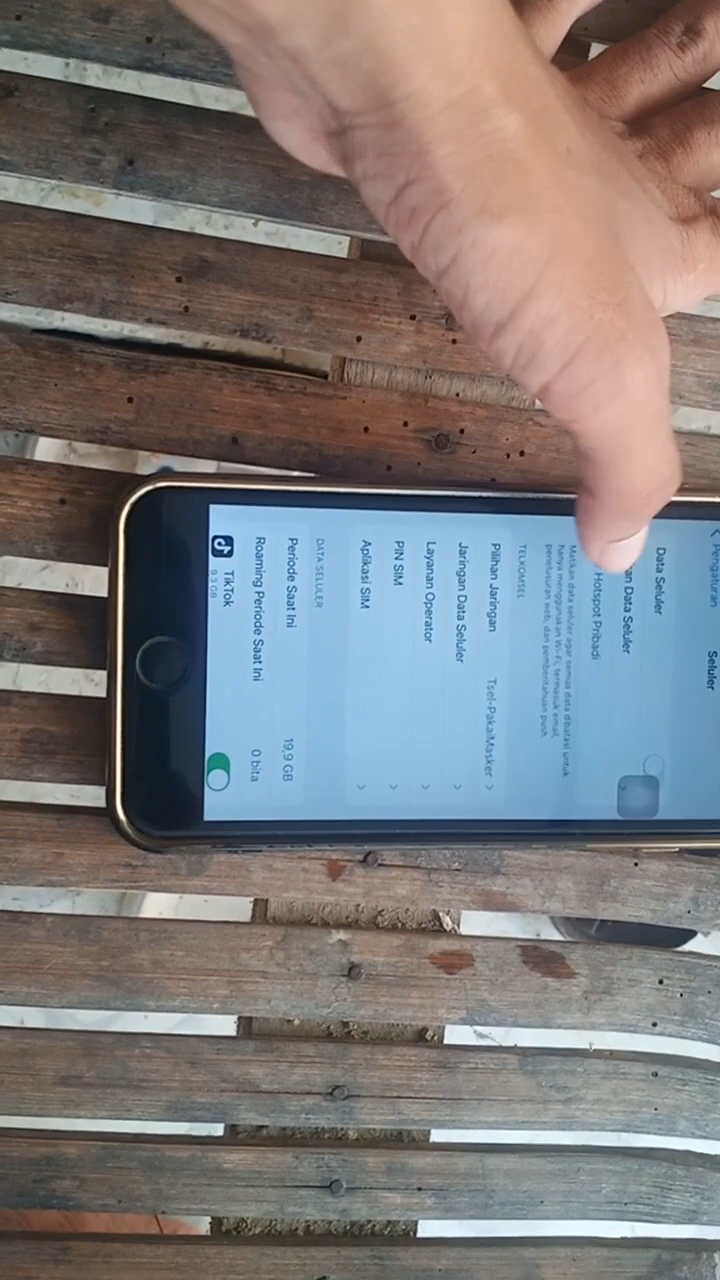 Pengaturan
Seluler
Data Seluler
an Data Seluler
Hotspot Pribadi
Matikan data seluler agar semua data dibatasi untuk
hanya menggunakan Wi-Fi, termasuk email,
penelusuran web, dan pemberitahuan push.
TELKOMSEL
Pilihan Jaringan Tsel-PakaiMasker
Jaringan Data Seluler
Layanan Operator
PIN SIM
Aplikasi SIM
DATA SELULER
Periode Saat Ini 19,9 GB
Roaming Periode Saat Ini 0 bita
TikTok
9,3 GB